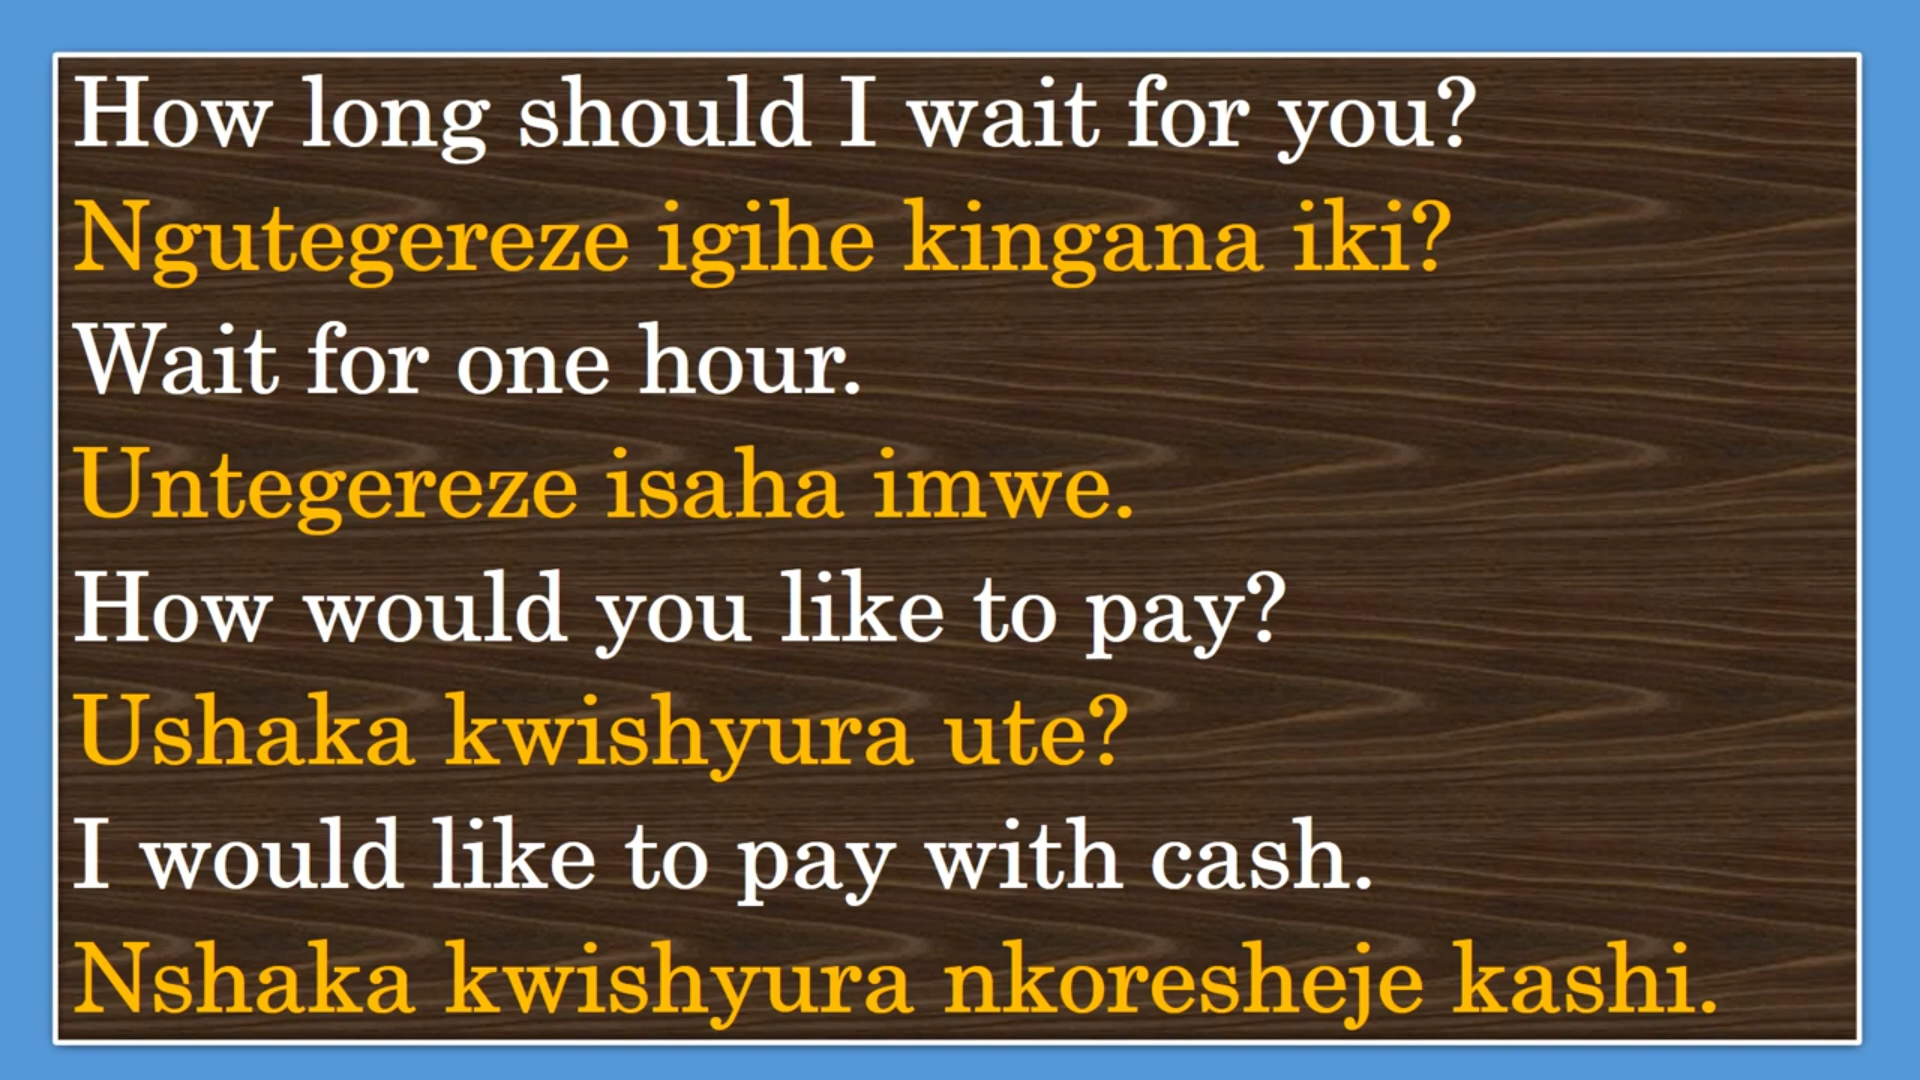 How long should I wait for you?
Ngutegereze igihe kingana iki?
Wait for one hour.
Untegereze isaha imwe.
How would you like to pay?
Ushaka kwishyura ute?
I would like to pay with cash.
Nshaka kwishyura nkoresheje kashi.